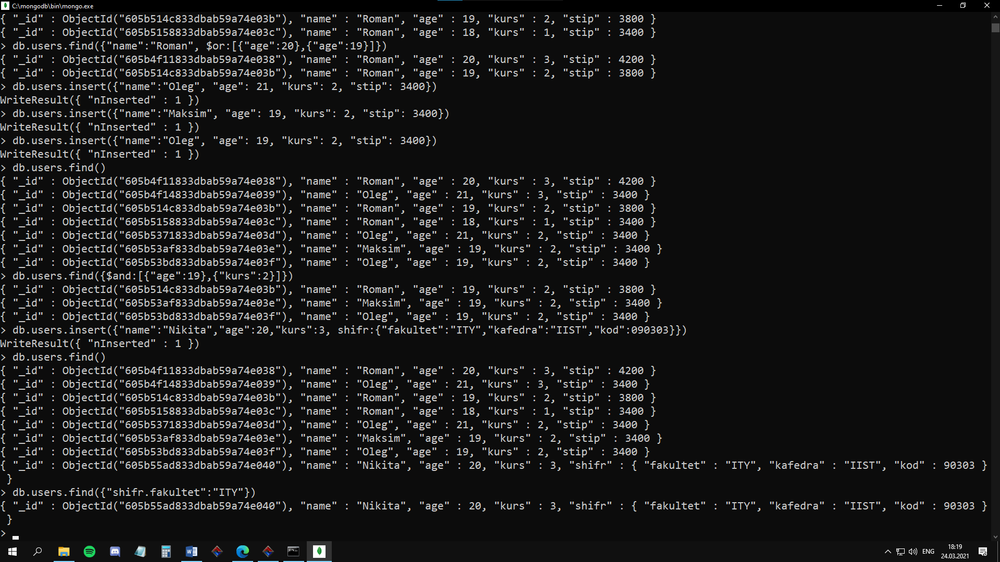 C:\mongodb\bin\mongo.exe
{ "_id" : ObjectId("605b514c833dbab59a74e03b"), "name" : "Roman", "age" : 19, "kurs" : 2, "stip" : 3800 }
{ "_id" : ObjectId("605b5158833dbab59a74e03c"), "name" : "Roman", "age" : 18, "kurs" : 1, "stip" : 3400 }
> db.users.find({"name":"Roman", $or:[{"age":20},{"age":19}]})
{ "_id" : ObjectId("605b4f11833dbab59a74e038"), "name" : "Roman", "age" : 20, "kurs" : 3, "stip" : 4200 }
{ "_id" : ObjectId("605b514c833dbab59a74e03b"), "name" : "Roman", "age" : 19, "kurs" : 2, "stip" : 3800 }
> db.users.insert({"name":"Oleg", "age": 21, "kurs": 2, "stip": 3400})
WriteResult({ "nInserted" : 1 })
> db.users.insert({"name":"Maksim", "age": 19, "kurs": 2, "stip": 3400})
WriteResult({ "nInserted" : 1 })
> db.users.insert({"name":"Oleg", "age": 19, "kurs": 2, "stip": 3400})
WriteResult({ "nInserted" : 1 })
> db.users.find()
{ "_id" : ObjectId("605b4f11833dbab59a74e038"), "name" : "Roman", "age" : 20, "kurs" : 3, "stip" : 4200 }
{ "_id" : ObjectId("605b4f14833dbab59a74e039"), "name" : "Oleg", "age" : 21, "kurs" : 3, "stip" : 3400 }
{ "_id" : ObjectId("605b514c833dbab59a74e03b"), "name" : "Roman", "age" : 19, "kurs" : 2, "stip" : 3800 }
{ "_id" : ObjectId("605b5158833dbab59a74e03c"), "name" : "Roman", "age" : 18, "kurs" : 1, "stip" : 3400 }
{ "_id" : ObjectId("605b5371833dbab59a74e03d"), "name" : "Oleg", "age" : 21, "kurs" : 2, "stip" : 3400 }
{ "_id" : ObjectId("605b53af833dbab59a74e03e"), "name" : "Maksim", "age" : 19, "kurs" : 2, "stip" : 3400 }
{ "_id" : ObjectId("605b53bd833dbab59a74e03f"), "name" : "Oleg", "age" : 19, "kurs" : 2, "stip" : 3400 }
> db.users.find({$and:[{"age":19},{"kurs":2}]})
{ "_id" : ObjectId("605b514c833dbab59a74e03b"), "name" : "Roman", "age" : 19, "kurs" : 2, "stip" : 3800 }
{ "_id" : ObjectId("605b53af833dbab59a74e03e"), "name" : "Maksim", "age" : 19, "kurs" : 2, "stip" : 3400 }
{ "_id" : ObjectId("605b53bd833dbab59a74e03f"), "name" : "Oleg", "age" : 19, "kurs" : 2, "stip" : 3400 }
> db.users.insert({"name":"Nikita","age":20,"kurs":3, shifr:{"fakultet":"ITY","kafedra":"IIST","kod":090303}})
WriteResult({ "nInserted" : 1 })
> db.users.find()
{ "_id" : ObjectId("605b4f11833dbab59a74e038"), "name" : "Roman", "age" : 20, "kurs" : 3, "stip" : 4200 }
{ "_id" : ObjectId("605b4f14833dbab59a74e039"), "name" : "Oleg", "age" : 21, "kurs" : 3, "stip" : 3400 }
{ "_id" : ObjectId("605b514c833dbab59a74e03b"), "name" : "Roman", "age" : 19, "kurs" : 2, "stip" : 3800 }
{ "_id" : ObjectId("605b5158833dbab59a74e03c"), "name" : "Roman", "age" : 18, "kurs" : 1, "stip" : 3400 }
{ "_id" : ObjectId("605b5371833dbab59a74e03d"), "name" : "Oleg", "age" : 21, "kurs" : 2, "stip" : 3400 }
{ "_id" : ObjectId("605b53af833dbab59a74e03e"), "name" : "Maksim", "age" : 19, "kurs" : 2, "stip" : 3400 }
{ "_id" : ObjectId("605b53bd833dbab59a74e03f"), "name" : "Oleg", "age" : 19, "kurs" : 2, "stip" : 3400 }
{ "_id" : ObjectId("605b55ad833dbab59a74e040"), "name" : "Nikita", "age" : 20, "kurs" : 3, "shifr" : { "fakultet" : "ITY", "kafedra" : "IIST", "kod" : 90303 }
}
> db.users.find({"shifr.fakultet":"ITY"})
{ "_id" : ObjectId("605b55ad833dbab59a74e040"), "name" : "Nikita", "age" : 20, "kurs" : 3, "shifr" : { "fakultet" : "ITY", "kafedra" : "IIST", "kod" : 90303 }
}
>
ENG
18:19
24.03.2021